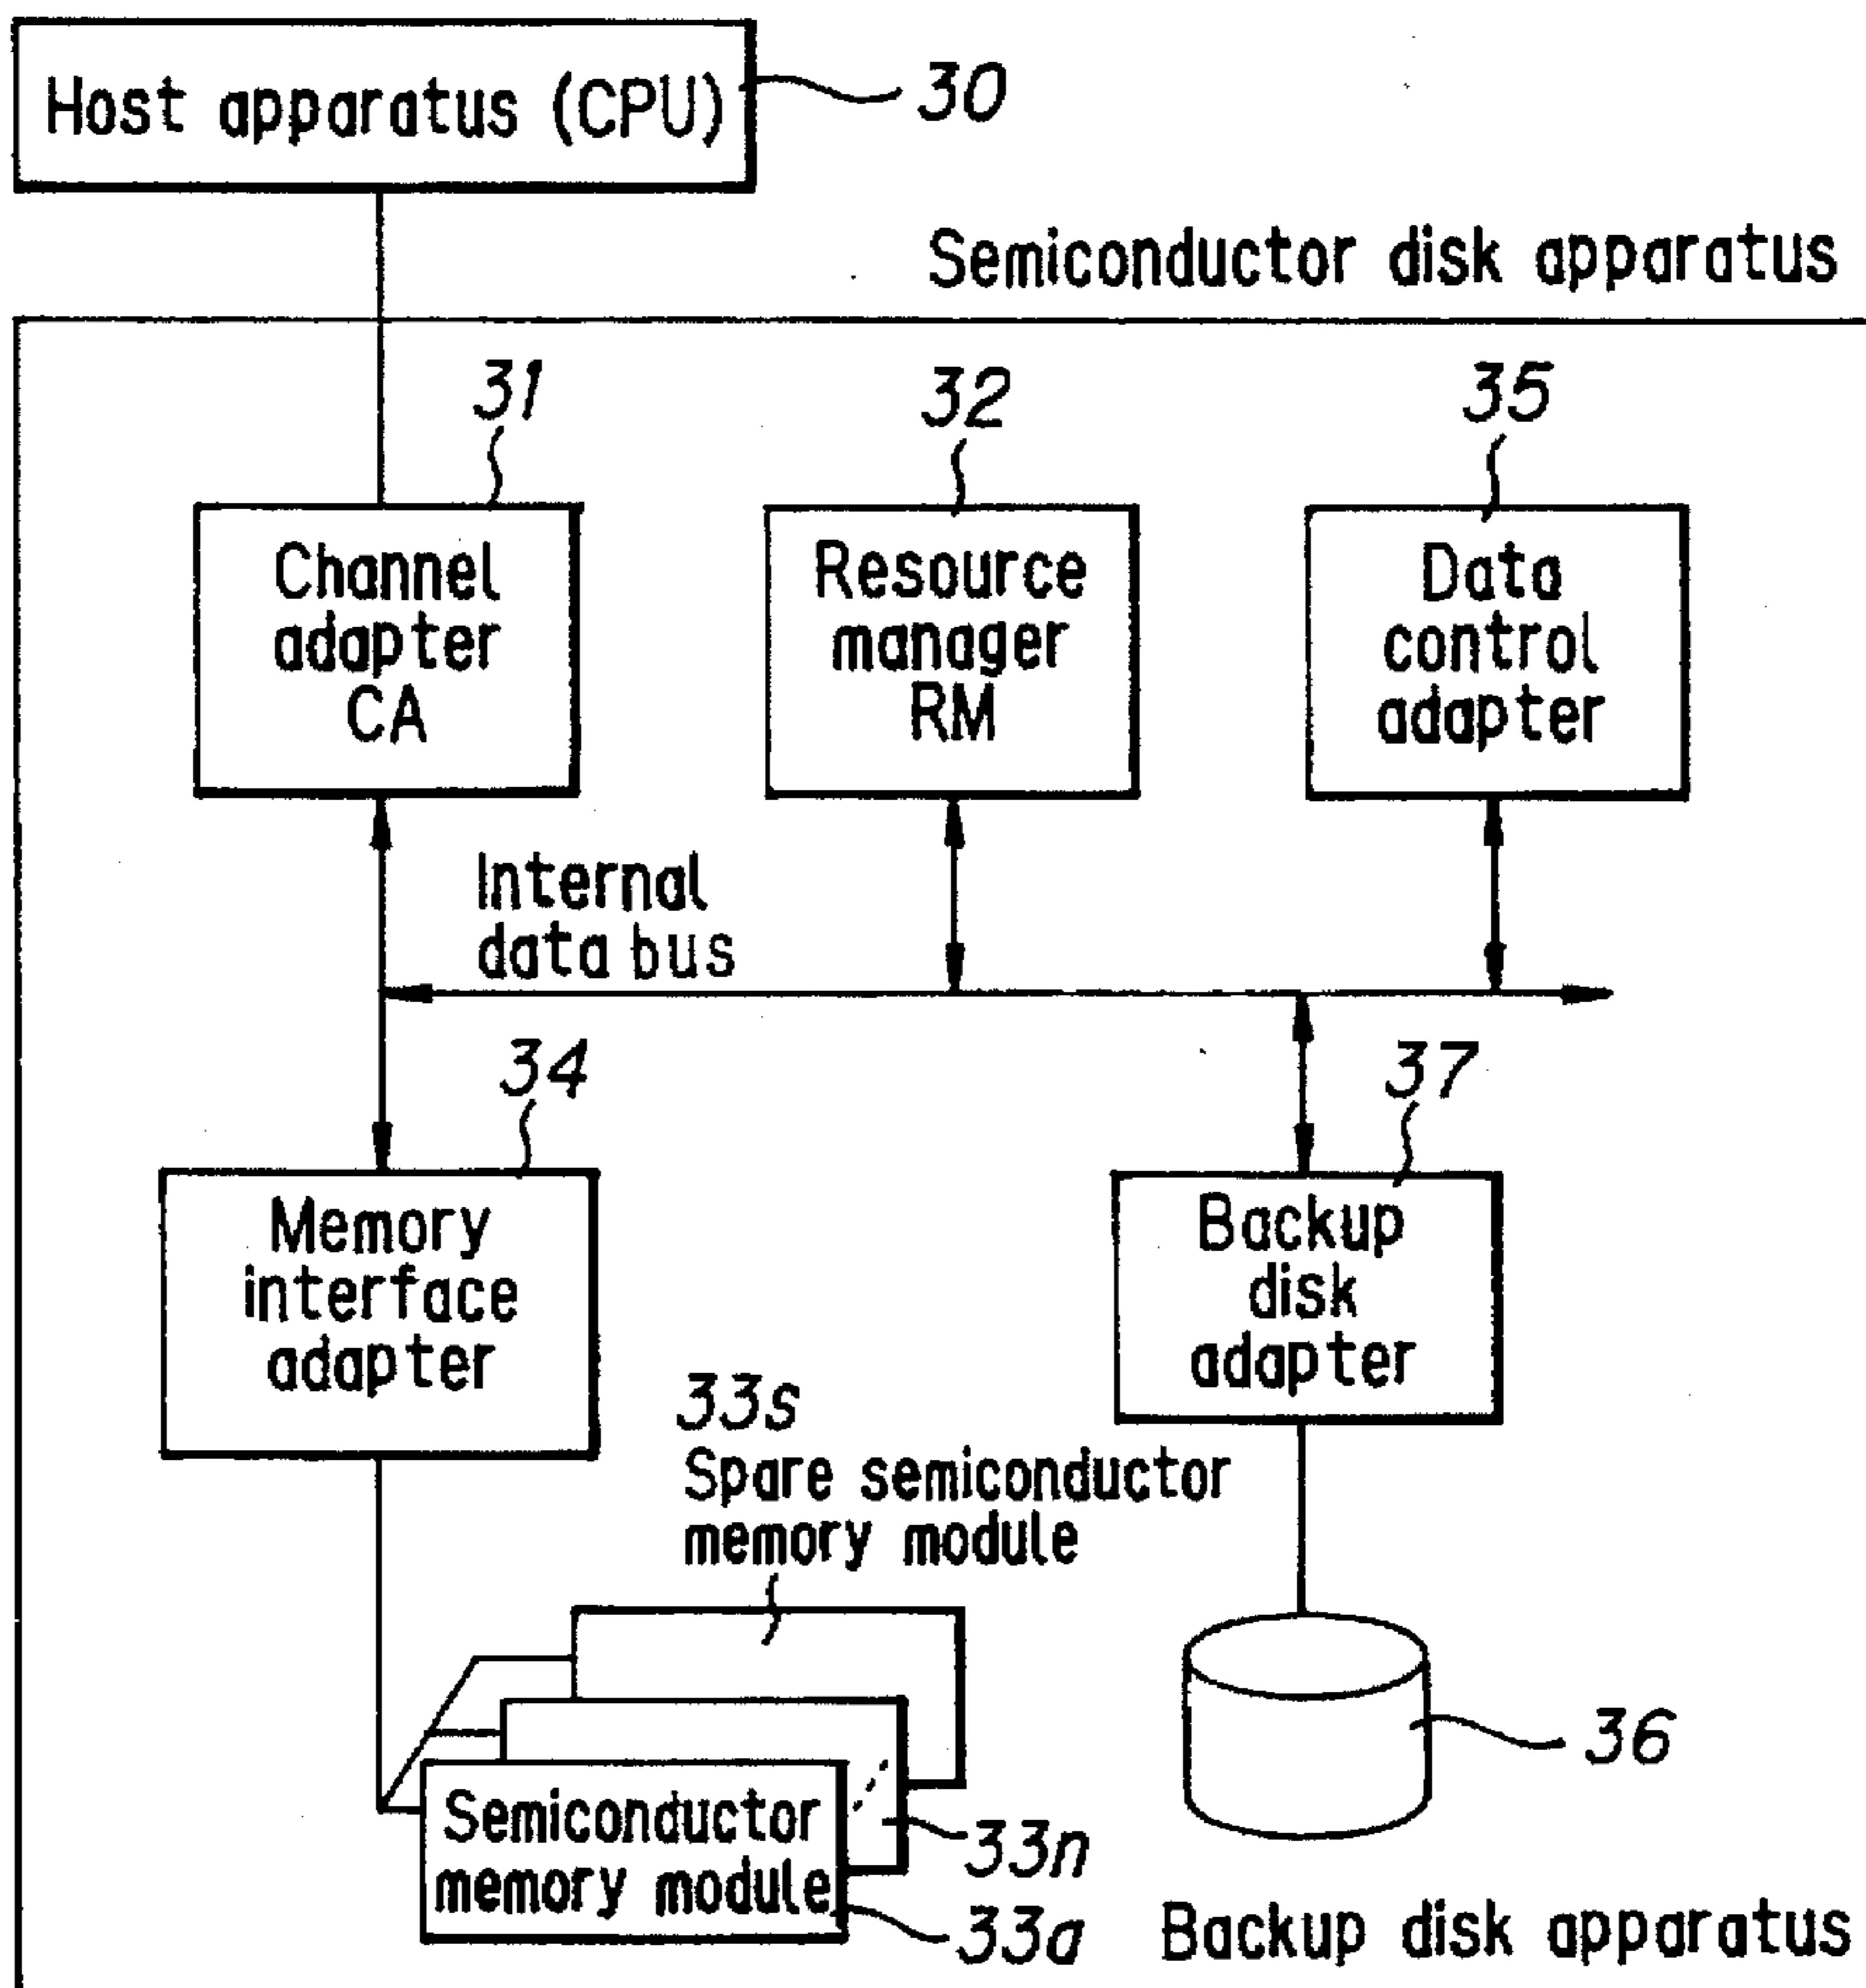 Host apparatus (CPU)
30
Semiconductor disk apparatus
31
32
35
Channel
adapter
CA
Resource
manager
RM
Data
control
adapter
Internal
data bus
34
37
Memory
interface
adapter
Backup
disk
adapter
33s
Spare semiconductor
memory module
36
Semiconductor
memory module
33n
33a
Backup disk apparatus